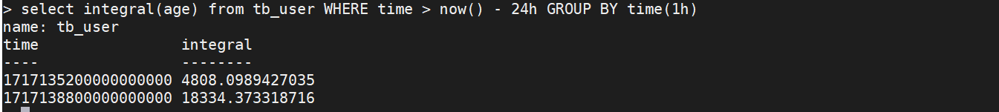 > select integral(age) from tb_user WHERE time > now() - 24h GROUP BY time(1h)
name: tb_user
time                integral
----                --------
1717135200000000000 4808.0989427035
1717138800000000000 18334.373318716